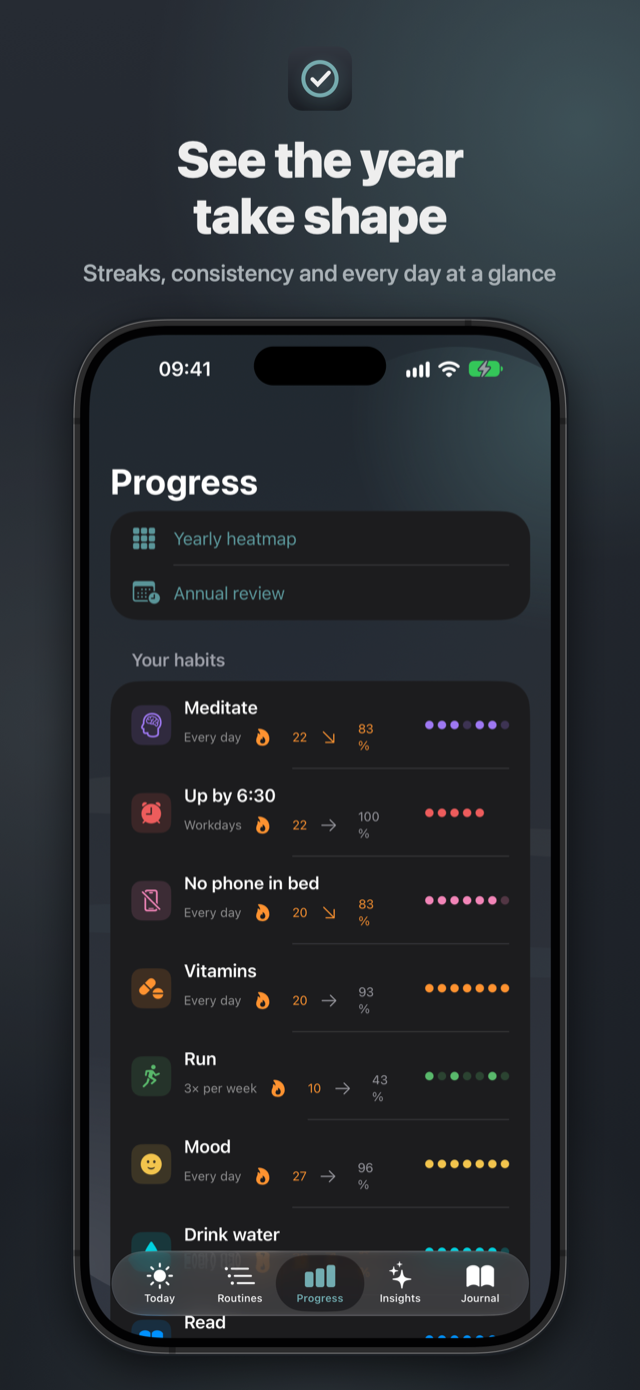 See the year
take shape
Streaks, consistency and every day at a glance
09:41
Progress
Yearly heatmap
Annual review
Your habits
Meditate
Every day 22 83
%
Up by 6:30
Workdays 22 → 100
%
No phone in bed
Every day 20 83
%
Vitamins
Every day 20 → 93
%
Run
3× per week 10 → 43
%
Mood
Every day 27 → 96
%
Drink water
Today Routines Progress Insights Journal
Read